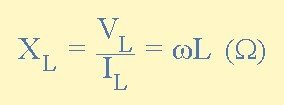 X_L = V_L / I_L = ωL (Ω)